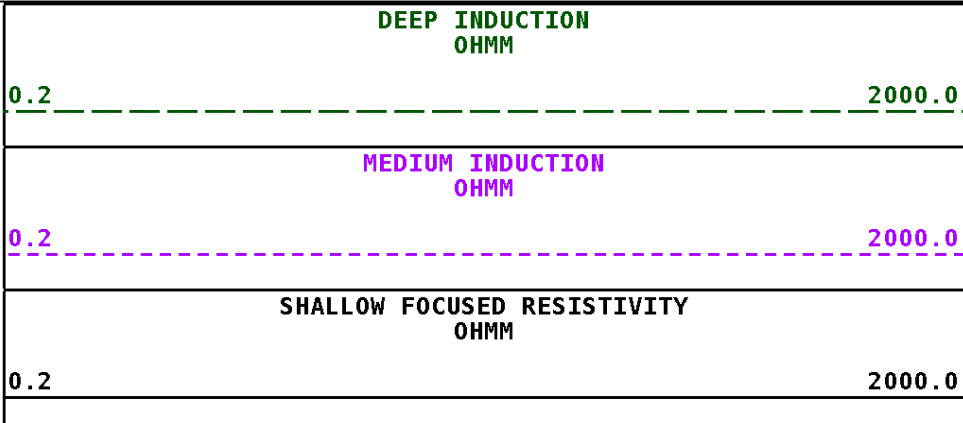 DEEP INDUCTION
OHMM
0.2 2000.0
MEDIUM INDUCTION
OHMM
0.2 2000.0
SHALLOW FOCUSED RESISTIVITY
OHMM
0.2 2000.0